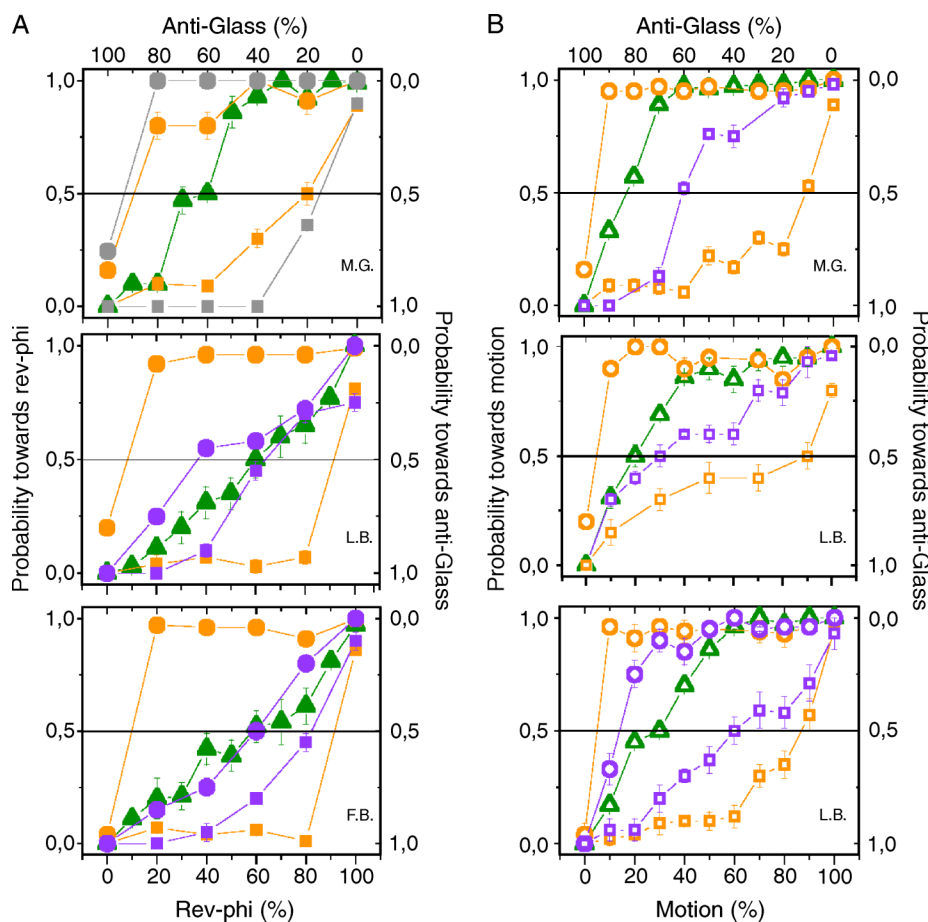 A
Anti-Glass (%)
100 80 60 40 20 0
1,0
0,5
0,0
0,0
0,5
1,0
M.G.
1,0
0,5
0,0
0,0
0,5
1,0
L.B.
1,0
0,5
0,0
0,0
0,5
1,0
F.B.
0 20 40 60 80 100
Rev-phi (%)
Probability towards rev-phi
Probability towards anti-Glass
B
Anti-Glass (%)
100 80 60 40 20 0
1,0
0,5
0,0
0,0
0,5
1,0
M.G.
1,0
0,5
0,0
0,0
0,5
1,0
L.B.
1,0
0,5
0,0
0,0
0,5
1,0
L.B.
0 20 40 60 80 100
Motion (%)
Probability towards motion
Probability towards anti-Glass